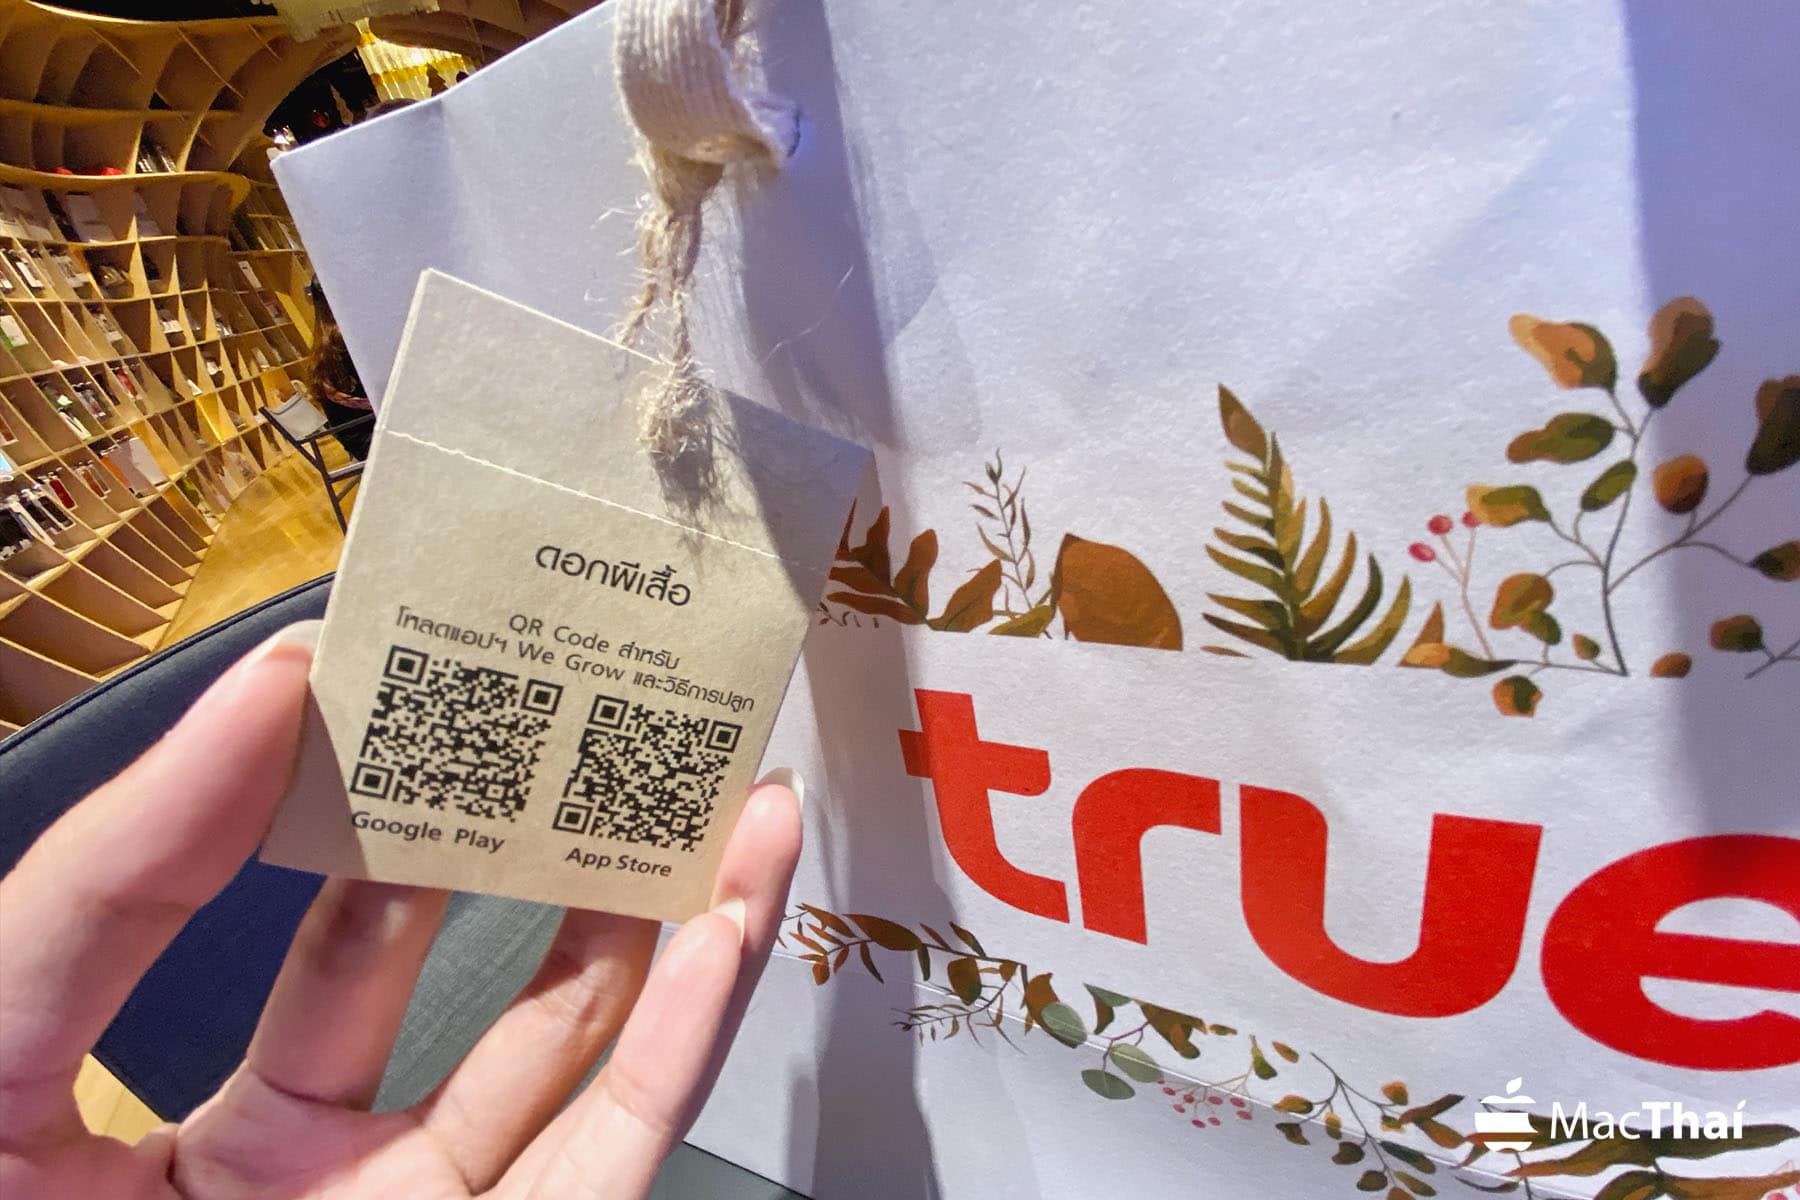 ดอกผีเสื้อ
QR Code สำหรับ
โหลดแอปฯ We Grow และวิธีการปลูก
Google Play
App Store
true
MacThai